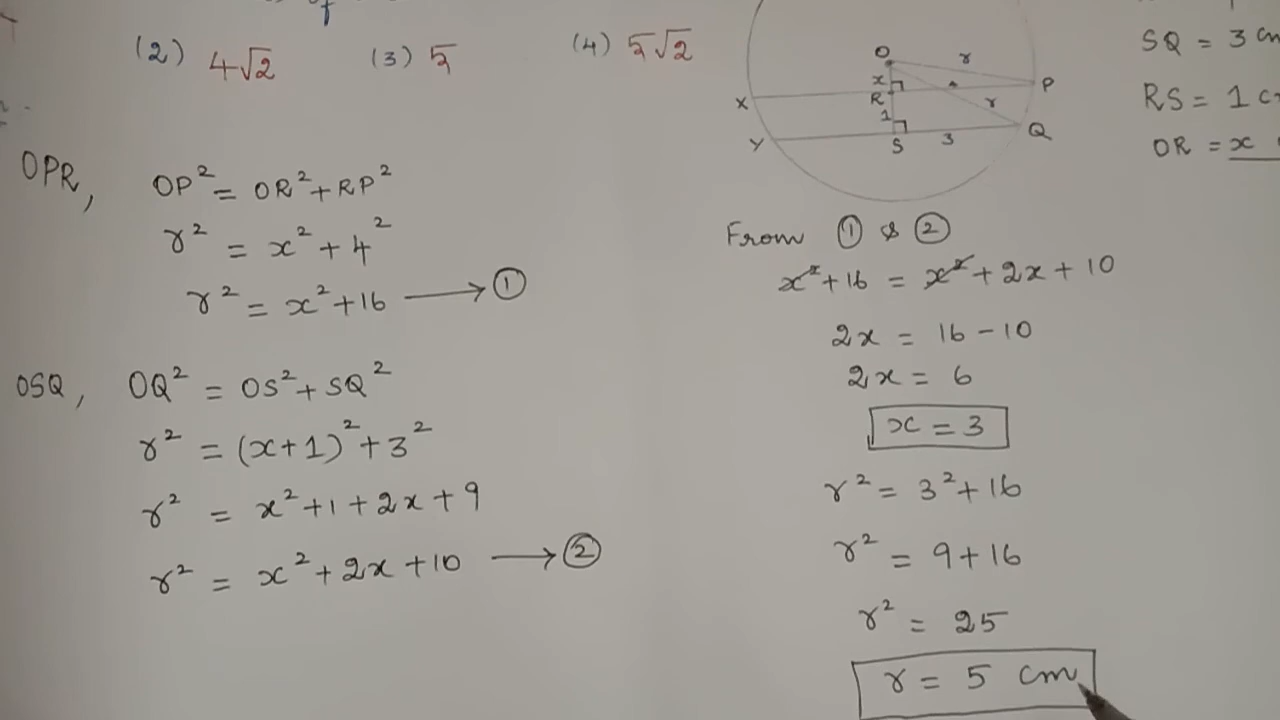 of
(2) 4√2 (3) 5 (4) 5√2
OPR,
OP² = OR² + RP²
r² = x² + 4²
r² = x² + 16 → ①
OSQ, OQ² = OS² + SQ²
r² = (x+1)² + 3²
r² = x² + 1 + 2x + 9
r² = x² + 2x + 10 → ②
O
r
x
X R P
1 r
Y S 3 Q
SQ = 3 cm
RS = 1 c
OR = x
From ① & ②
x² + 16 = x² + 2x + 10
2x = 16 - 10
2x = 6
x = 3
r² = 3² + 16
r² = 9 + 16
r² = 25
r = 5 cm